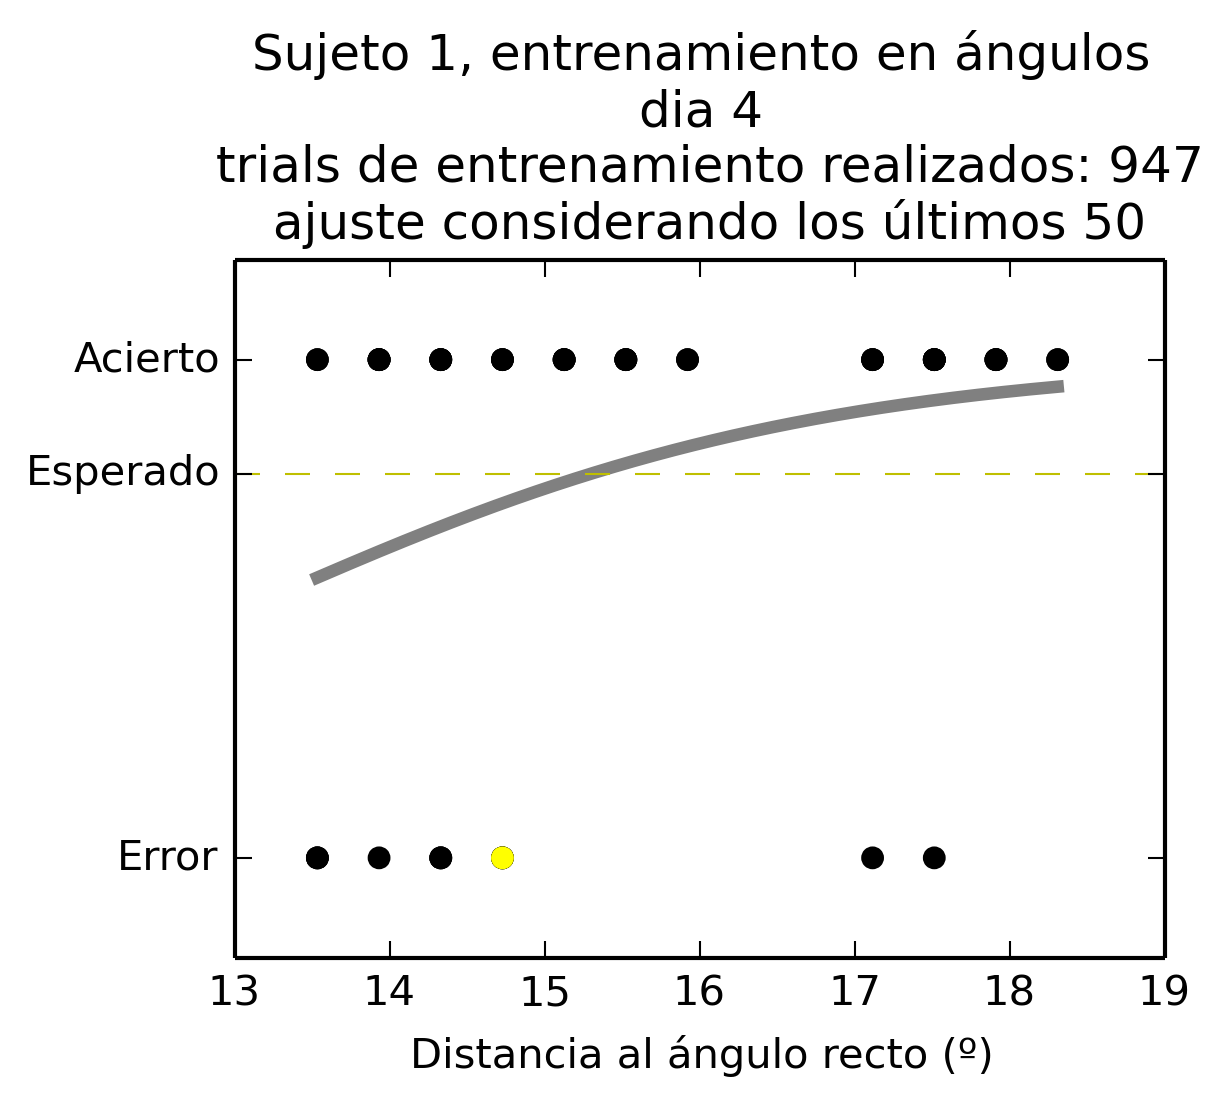 Sujeto 1, entrenamiento en ángulos
dia 4
trials de entrenamiento realizados: 947
ajuste considerando los últimos 50
Acierto
Esperado
Error
13 14 15 16 17 18 19
Distancia al ángulo recto (º)